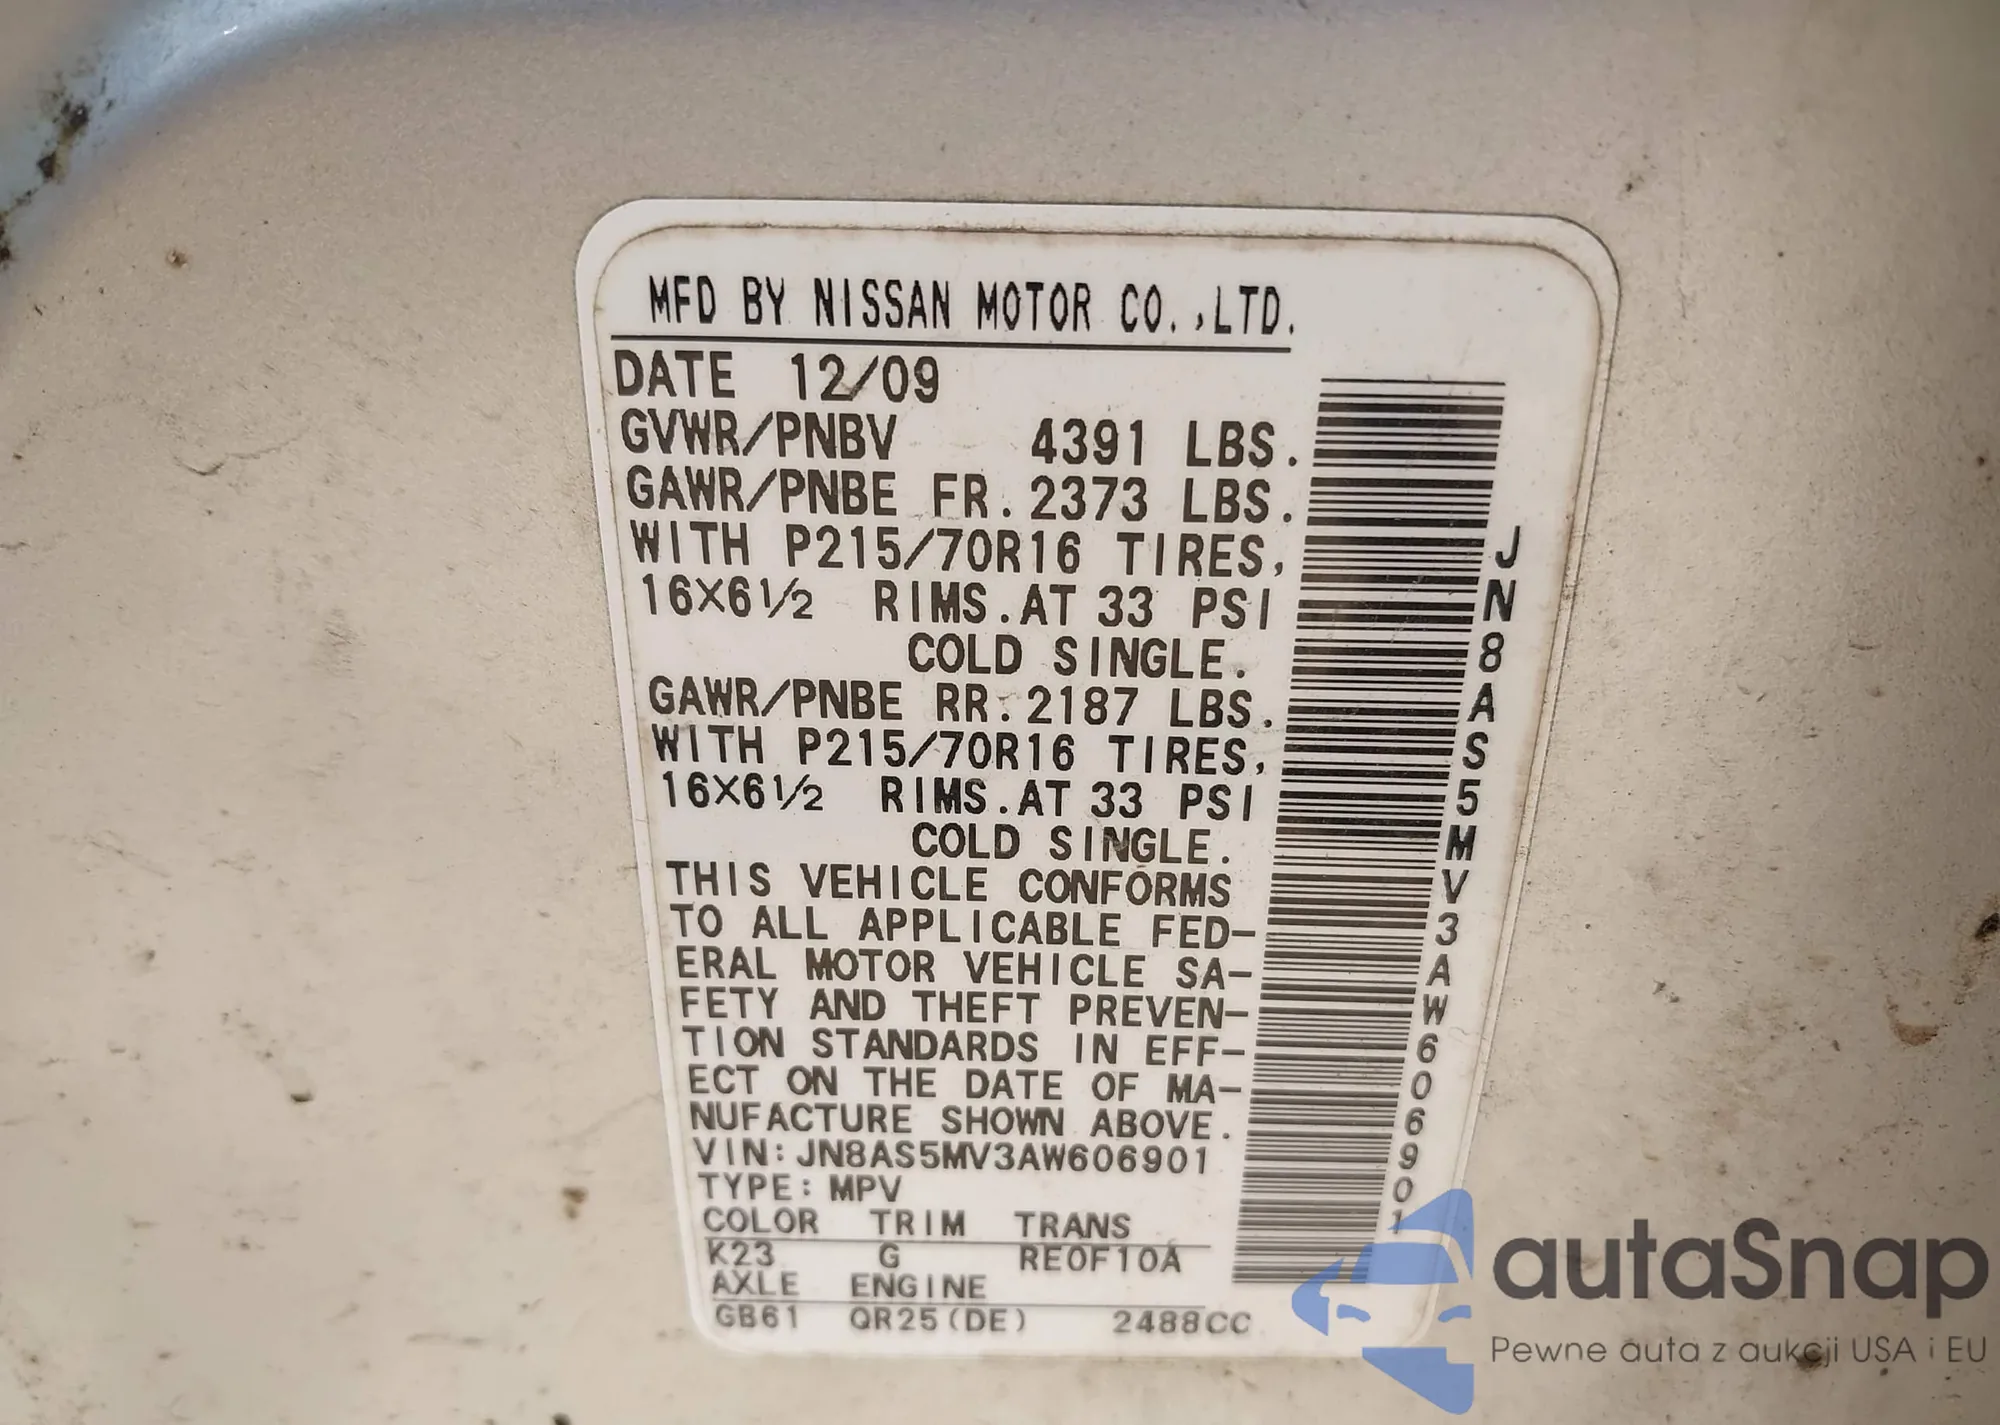 MFD BY NISSAN MOTOR CO.,LTD.
DATE 12/09
GVWR/PNBV 4391 LBS.
GAWR/PNBE FR. 2373 LBS.
WITH P215/70R16 TIRES,
16X6½ RIMS.AT 33 PSI
COLD SINGLE.
GAWR/PNBE RR. 2187 LBS.
WITH P215/70R16 TIRES,
16X6½ RIMS.AT 33 PSI
COLD SINGLE.
THIS VEHICLE CONFORMS
TO ALL APPLICABLE FED-
ERAL MOTOR VEHICLE SA-
FETY AND THEFT PREVEN-
TION STANDARDS IN EFF-
ECT ON THE DATE OF MA-
NUFACTURE SHOWN ABOVE.
VIN:JN8AS5MV3AW606901
TYPE: MPV
COLOR TRIM TRANS
K23 G RE0F10A
AXLE ENGINE
GB61 QR25(DE) 2488CC
JN8AS5MV3AW606901
autaSnap
Pewne auta z aukcji USA i EU